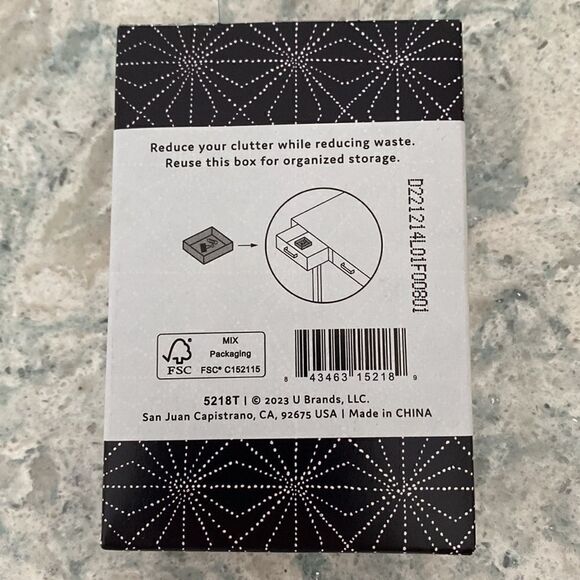 Reduce your clutter while reducing waste.
Reuse this box for organized storage.
D221214L01F00801
FSC
MIX
Packaging
FSC® C152115
8 43463 15218 9
5218T | © 2023 U Brands, LLC.
San Juan Capistrano, CA, 92675 USA | Made in CHINA